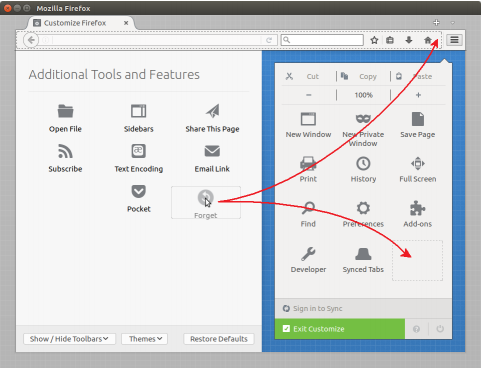 Mozilla Firefox
Customize Firefox
Additional Tools and Features
Open File
Sidebars
Share This Page
Subscribe
Text Encoding
Email Link
Pocket
Forget
Show / Hide Toolbars
Themes
Restore Defaults
Cut
Copy
Paste
100%
New Window
New Private
Window
Save Page
Print
History
Full Screen
Find
Preferences
Add-ons
Developer
Synced Tabs
Sign in to Sync
Exit Customize